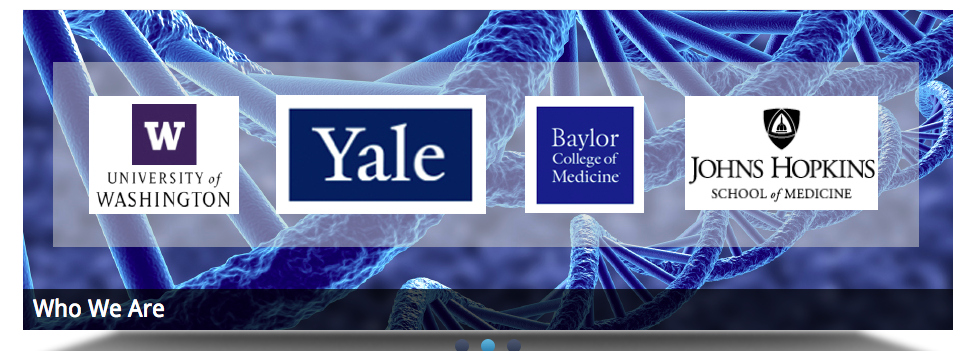 W
UNIVERSITY of
WASHINGTON
Yale
Baylor
College of
Medicine
JOHNS HOPKINS
SCHOOL of MEDICINE
Who We Are